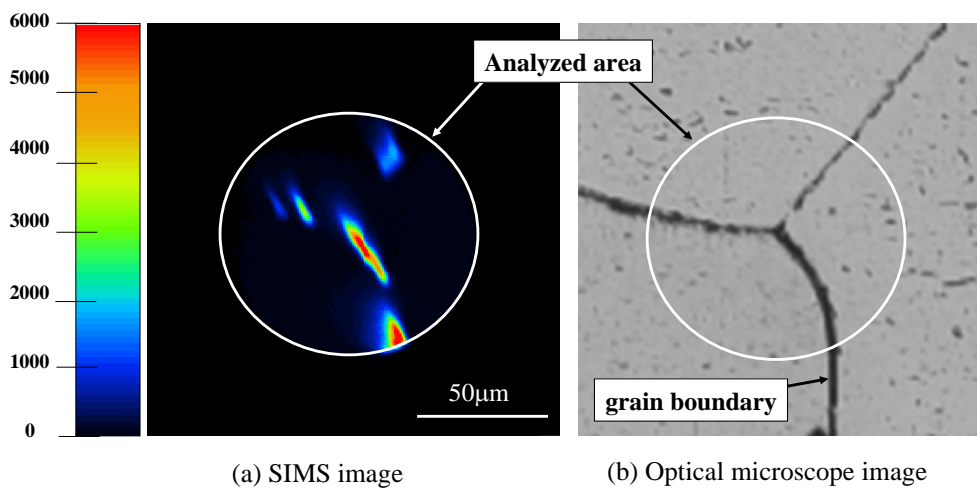 6000
5000
4000
3000
2000
1000
0
Analyzed area
50μm
grain boundary
(a) SIMS image
(b) Optical microscope image